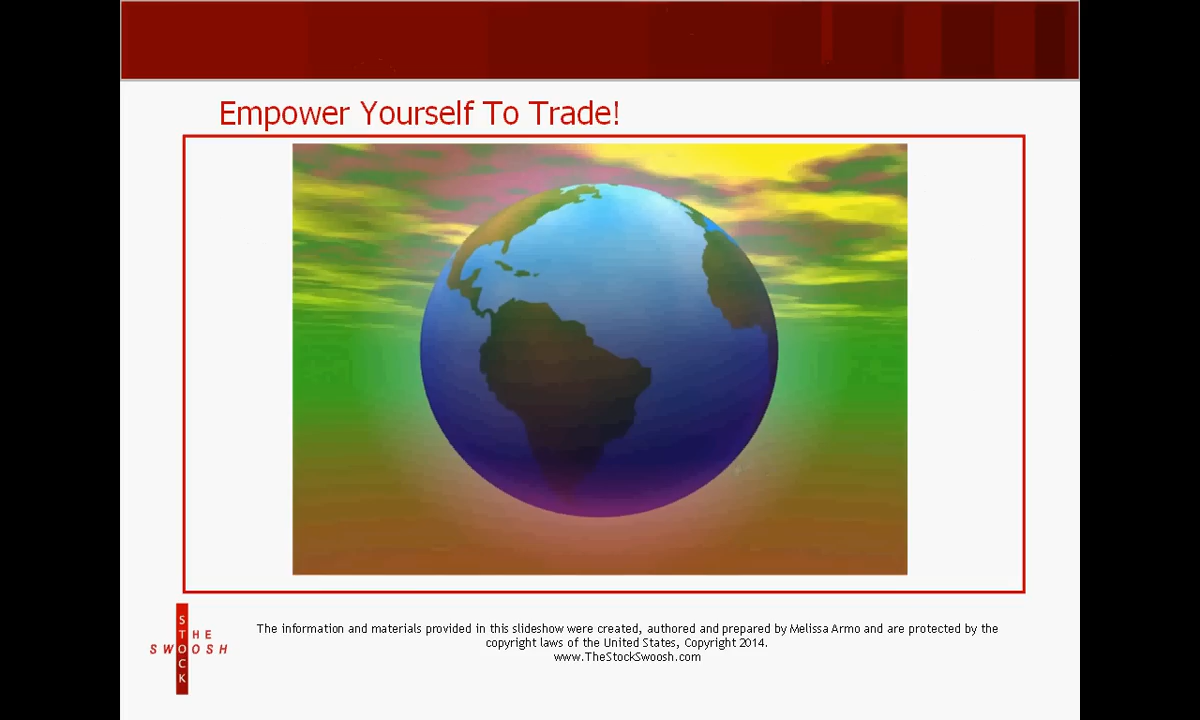 Empower Yourself To Trade!
THE
STOCK
SWOOSH
The information and materials provided in this slideshow were created, authored and prepared by Melissa Armo and are protected by the
copyright laws of the United States, Copyright 2014.
www.TheStockSwoosh.com